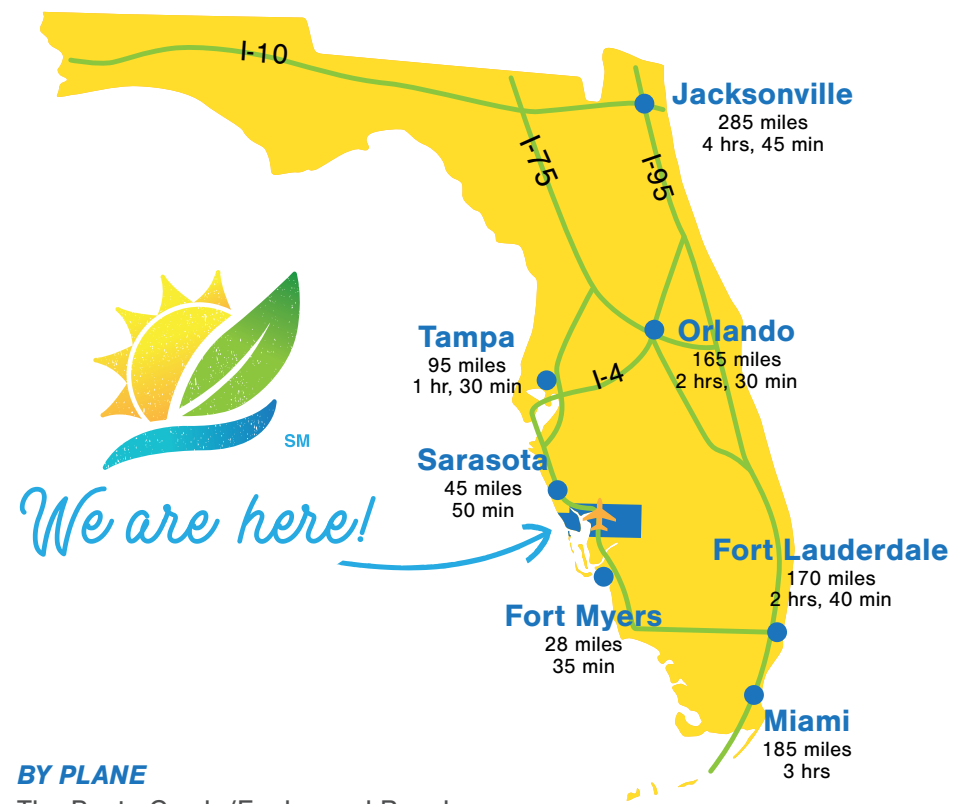 I-10
Jacksonville
285 miles
4 hrs, 45 min
I-75
I-95
Tampa
95 miles
1 hr, 30 min
Orlando
165 miles
2 hrs, 30 min
I-4
SM
Sarasota
45 miles
50 min
We are here!
Fort Lauderdale
170 miles
2 hrs, 40 min
Fort Myers
28 miles
35 min
Miami
185 miles
3 hrs
BY PLANE